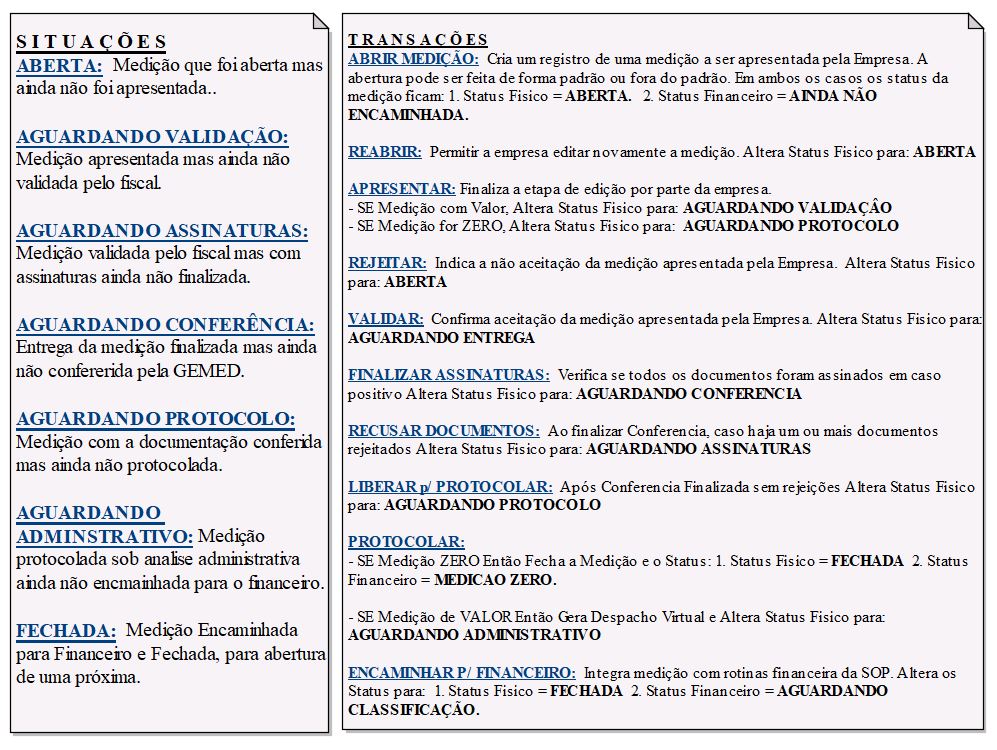 SITUAÇÕES
ABERTA: Medição que foi aberta mas
ainda não foi apresentada..
AGUARDANDO VALIDAÇÃO:
Medição apresentada mas ainda não
validada pelo fiscal.
AGUARDANDO ASSINATURAS:
Medição validada pelo fiscal mas com
assinaturas ainda não finalizada.
AGUARDANDO CONFERÊNCIA:
Entrega da medição finalizada mas ainda
não confererida pela GEMED.
AGUARDANDO PROTOCOLO:
Medição com a documentação conferida
mas ainda não protocolada.
AGUARDANDO
ADMINSTRATIVO: Medição
protocolada sob analise administrativa
ainda não encmainhada para o financeiro.
FECHADA: Medição Encaminhada
para Financeiro e Fechada, para abertura
de uma próxima.
TRANSACÕES
ABRIR MEDIÇÃO: Cria um registro de uma medição a ser apresentada pela Empresa. A
abertura pode ser feita de forma padrão ou fora do padrão. Em ambos os casos os status da
medição ficam: 1. Status Fisico = ABERTA. 2. Status Financeiro = AINDA NÃO
ENCAMINHADA.
REABRIR: Permitir a empresa editar novamente a medição. Altera Status Fisico para: ABERTA
APRESENTAR: Finaliza a etapa de edição por parte da empresa.
- SE Medição com Valor, Altera Status Fisico para: AGUARDANDO VALIDAÇÂO
- SE Medição for ZERO, Altera Status Fisico para: AGUARDANDO PROTOCOLO
REJEITAR: Indica a não aceitação da medição apresentada pela Empresa. Altera Status Fisico
para: ABERTA
VALIDAR: Confirma aceitação da medição apresentada pela Empresa. Altera Status Fisico para:
AGUARDANDO ENTREGA
FINALIZAR ASSINATURAS: Verifica se todos os documentos foram assinados em caso
positivo Altera Status Fisico para: AGUARDANDO CONFERENCIA
RECUSAR DOCUMENTOS: Ao finalizar Conferencia, caso haja um ou mais documentos
rejeitados Altera Status Fisico para: AGUARDANDO ASSINATURAS
LIBERAR p/ PROTOCOLAR: Após Conferencia Finalizada sem rejeições Altera Status Fisico
para: AGUARDANDO PROTOCOLO
PROTOCOLAR:
- SE Medição ZERO Então Fecha a Medição e o Status: 1. Status Fisico = FECHADA 2. Status
Financeiro = MEDICAO ZERO.
- SE Medição de VALOR Então Gera Despacho Virtual e Altera Status Fisico para:
AGUARDANDO ADMINISTRATIVO
ENCAMINHAR P/ FINANCEIRO: Integra medição com rotinas financeira da SOP. Altera os
Status para: 1. Status Fisico = FECHADA 2. Status Financeiro = AGUARDANDO
CLASSIFICAÇÃO.